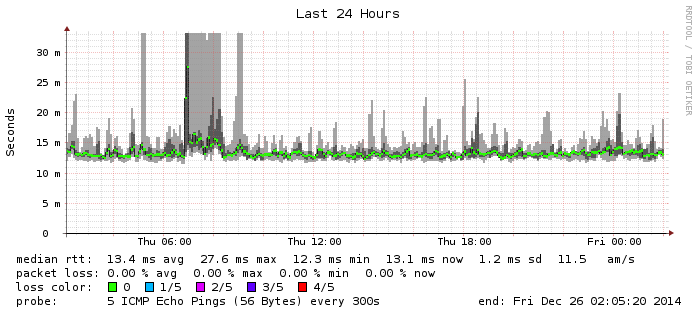 Last 24 Hours
RRDTOOL / TOBI OETIKER
Seconds
30 m
25 m
20 m
15 m
10 m
5 m
0
Thu 06:00 Thu 12:00 Thu 18:00 Fri 00:00
median rtt: 13.4 ms avg 27.6 ms max 12.3 ms min 13.1 ms now 1.2 ms sd 11.5 am/s
packet loss: 0.00 % avg 0.00 % max 0.00 % min 0.00 % now
loss color: 0 1/5 2/5 3/5 4/5
probe: 5 ICMP Echo Pings (56 Bytes) every 300s end: Fri Dec 26 02:05:20 2014